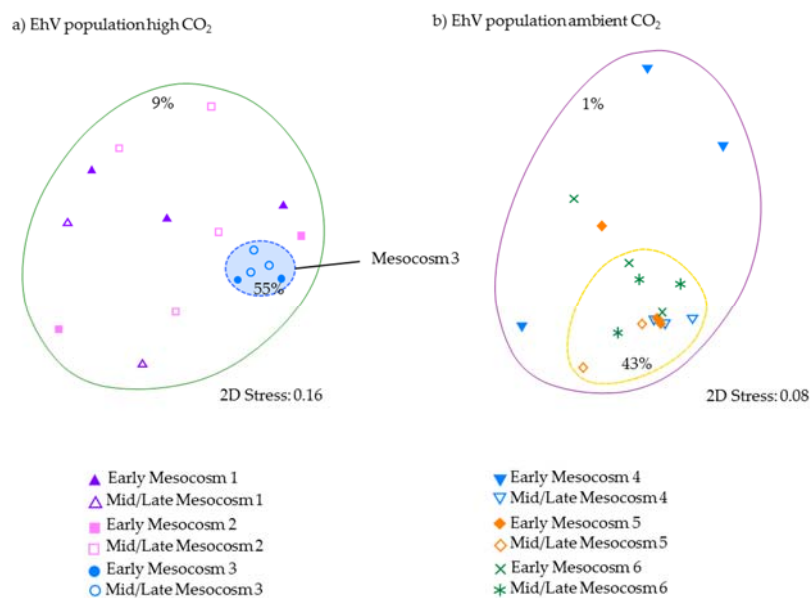 a) EhV population high CO₂
b) EhV population ambient CO₂
9%
1%
Mesocosm 3
55%
43%
2D Stress: 0.16
2D Stress: 0.08
Early Mesocosm 1
Mid/Late Mesocosm 1
Early Mesocosm 2
Mid/Late Mesocosm 2
Early Mesocosm 3
Mid/Late Mesocosm 3
Early Mesocosm 4
Mid/Late Mesocosm 4
Early Mesocosm 5
Mid/Late Mesocosm 5
Early Mesocosm 6
Mid/Late Mesocosm 6